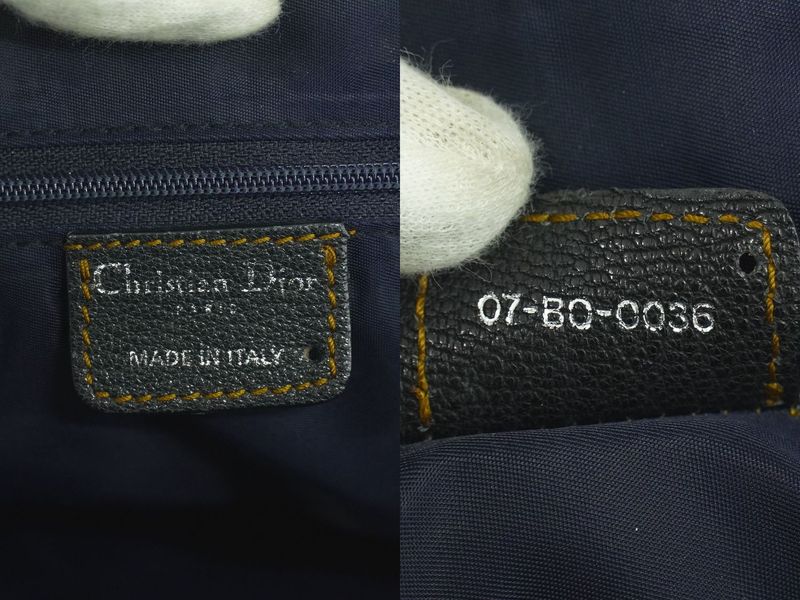 Christian Dior
PARIS
MADE IN ITALY
07-BO-0036